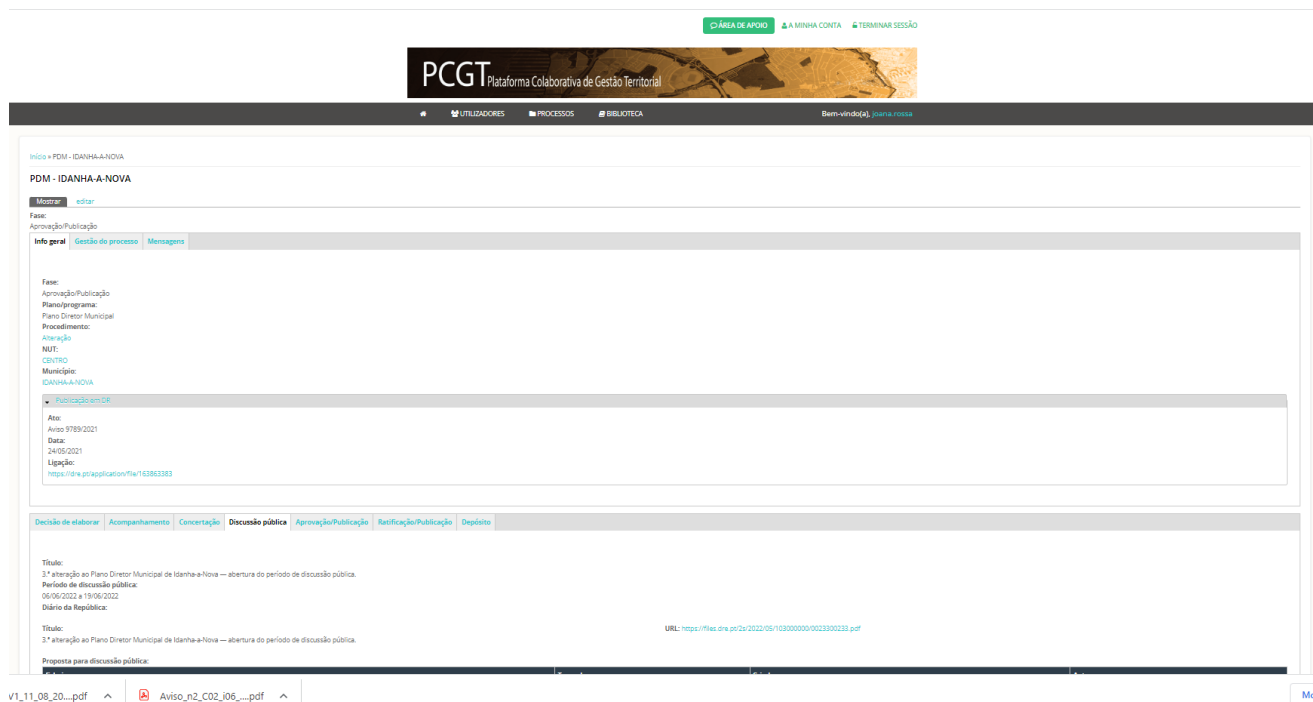 ÁREA DE APOIO A MINHA CONTA TERMINAR SESSÃO
PCGT Plataforma Colaborativa de Gestão Territorial
UTILIZADORES PROCESSOS BIBLIOTECA Bem-vindo(a), joana.rossa
Início » PDM - IDANHA-A-NOVA
PDM - IDANHA-A-NOVA
Mostrar editar
Fase:
Aprovação/Publicação
Info geral Gestão do processo Mensagens
Fase:
Aprovação/Publicação
Plano/programa:
Plano Diretor Municipal
Procedimento:
Alteração
NUT:
CENTRO
Município:
IDANHA-A-NOVA
Publicação em DR
Ato:
Aviso 9789/2021
Data:
24/05/2021
Ligação:
https://dre.pt/application/file/163863383
Decisão de elaborar Acompanhamento Concertação Discussão pública Aprovação/Publicação Ratificação/Publicação Depósito
Título:
3.ª alteração ao Plano Diretor Municipal de Idanha-a-Nova — abertura do período de discussão pública.
Período de discussão pública:
06/06/2022 a 19/06/2022
Diário da República:
Título: URL: https://files.dre.pt/2s/2022/05/103000000/0023300233.pdf
3.ª alteração ao Plano Diretor Municipal de Idanha-a-Nova — abertura do período de discussão pública.
Proposta para discussão pública:
V1_11_08_20....pdf Aviso_n2_C02_i06_....pdf Mo